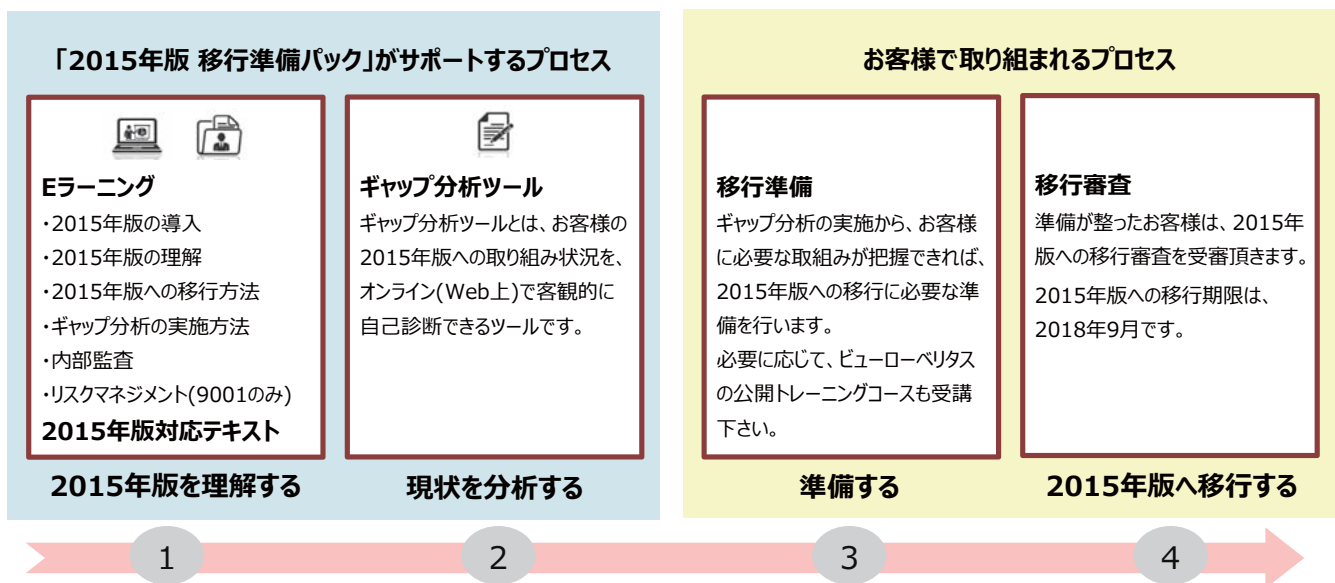 「2015年版 移行準備パック」がサポートするプロセス
Eラーニング
・2015年版の導入
・2015年版の理解
・2015年版への移行方法
・ギャップ分析の実施方法
・内部監査
・リスクマネジメント(9001のみ)
2015年版対応テキスト
2015年版を理解する
ギャップ分析ツール
ギャップ分析ツールとは、お客様の
2015年版への取り組み状況を、
オンライン(Web上)で客観的に
自己診断できるツールです。
現状を分析する
お客様で取り組まれるプロセス
移行準備
ギャップ分析の実施から、お客様
に必要な取組みが把握できれば、
2015年版への移行に必要な準
備を行います。
必要に応じて、ビューローベリタス
の公開トレーニングコースも受講
下さい。
準備する
移行審査
準備が整ったお客様は、2015年
版への移行審査を受審頂きます。
2015年版への移行期限は、
2018年9月です。
2015年版へ移行する
1
2
3
4